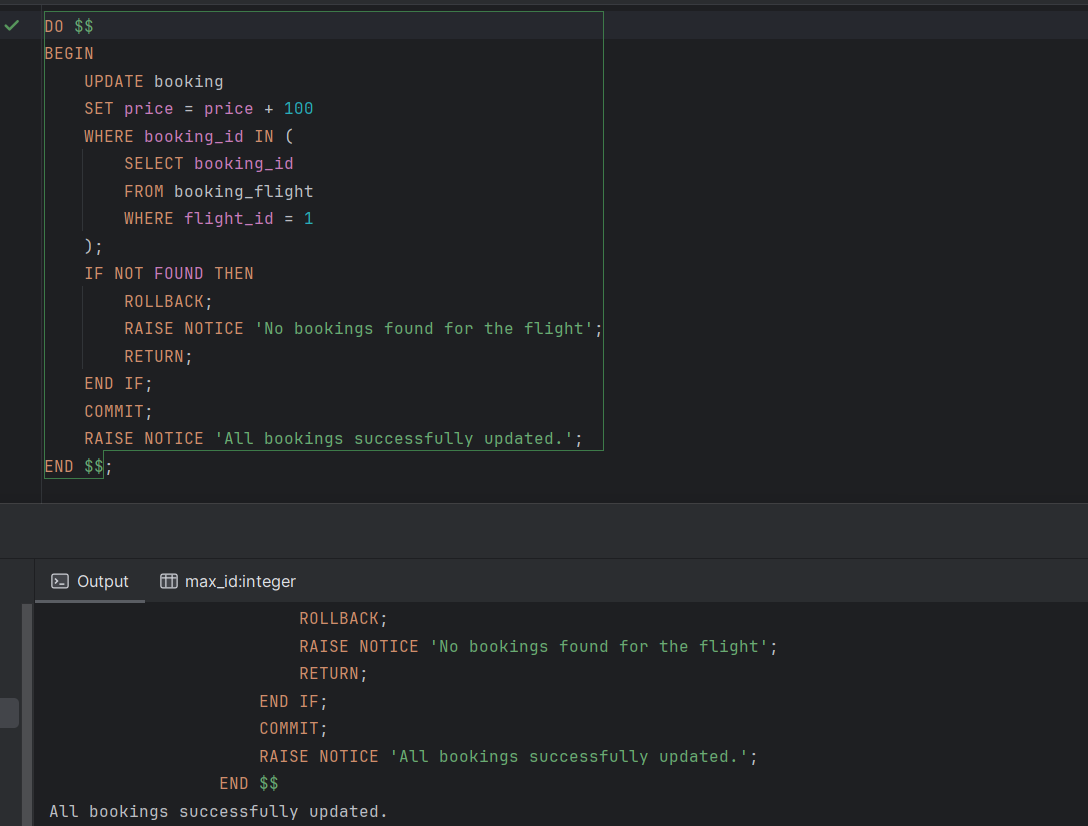 DO $$
BEGIN
    UPDATE booking
    SET price = price + 100
    WHERE booking_id IN (
        SELECT booking_id
        FROM booking_flight
        WHERE flight_id = 1
    );
    IF NOT FOUND THEN
        ROLLBACK;
        RAISE NOTICE 'No bookings found for the flight';
        RETURN;
    END IF;
    COMMIT;
    RAISE NOTICE 'All bookings successfully updated.';
END $$;
Output max_id:integer
ROLLBACK;
RAISE NOTICE 'No bookings found for the flight';
RETURN;
END IF;
COMMIT;
RAISE NOTICE 'All bookings successfully updated.';
END $$
All bookings successfully updated.